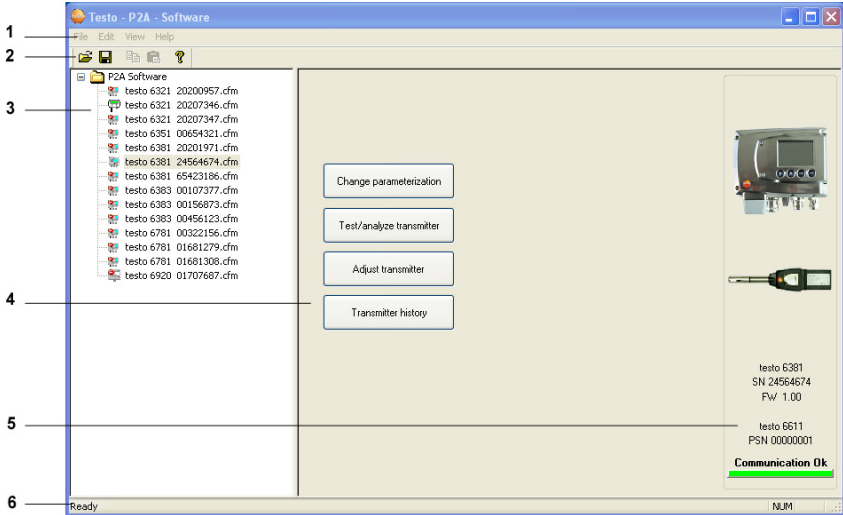 Testo - P2A - Software
1
File Edit View Help
2
P2A Software
testo 6321 20200957.cfm
3
testo 6321 20207346.cfm
testo 6321 20207347.cfm
testo 6351 00654321.cfm
testo 6381 20201971.cfm
testo 6381 24564674.cfm
testo 6381 65423186.cfm
testo 6383 00107377.cfm
testo 6383 00156873.cfm
testo 6383 00456123.cfm
testo 6781 00322156.cfm
testo 6781 01681279.cfm
testo 6781 01681308.cfm
testo 6920 01707687.cfm
Change parameterization
Test/analyze transmitter
Adjust transmitter
4
Transmitter history
testo 6381
SN 24564674
FW 1.00
5
testo 6611
PSN 00000001
Communication Ok
6
Ready
NUM